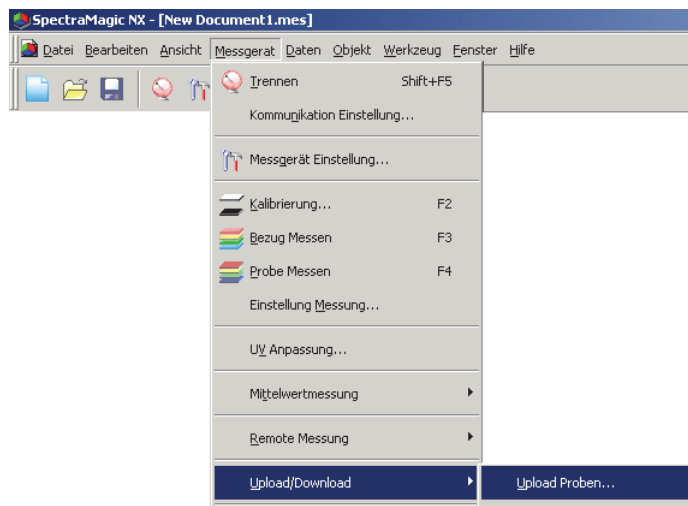 SpectraMagic NX - [New Document1.mes]
Datei Bearbeiten Ansicht Messgerat Daten Objekt Werkzeug Fenster Hilfe
Trennen Shift+F5
Kommunikation Einstellung...
Messgerät Einstellung...
Kalibrierung... F2
Bezug Messen F3
Probe Messen F4
Einstellung Messung...
UV Anpassung...
Mittelwertmessung
Remote Messung
Upload/Download Upload Proben...